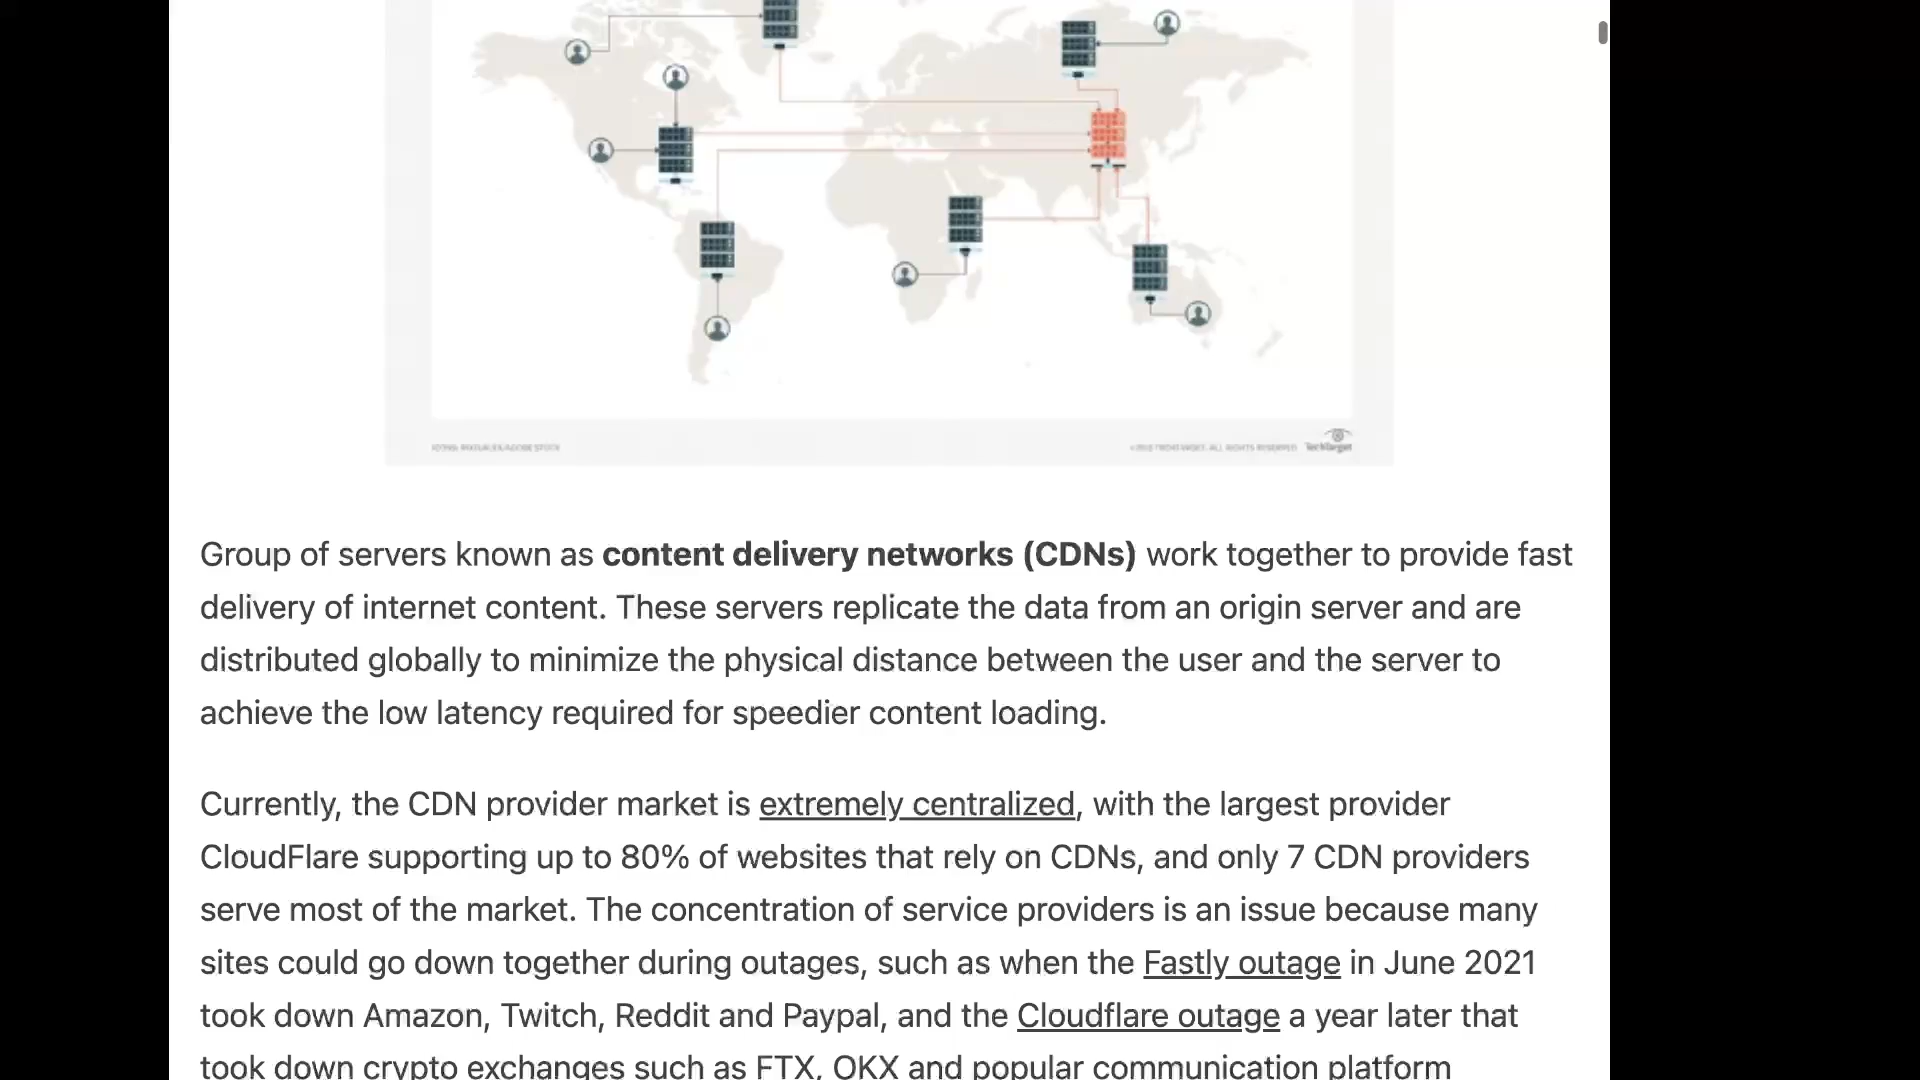 ©2018 TECHTARGET. ALL RIGHTS RESERVED TechTarget
Group of servers known as content delivery networks (CDNs) work together to provide fast
delivery of internet content. These servers replicate the data from an origin server and are
distributed globally to minimize the physical distance between the user and the server to
achieve the low latency required for speedier content loading.
Currently, the CDN provider market is extremely centralized, with the largest provider
CloudFlare supporting up to 80% of websites that rely on CDNs, and only 7 CDN providers
serve most of the market. The concentration of service providers is an issue because many
sites could go down together during outages, such as when the Fastly outage in June 2021
took down Amazon, Twitch, Reddit and Paypal, and the Cloudflare outage a year later that
took down crypto exchanges such as FTX, OKX and popular communication platform